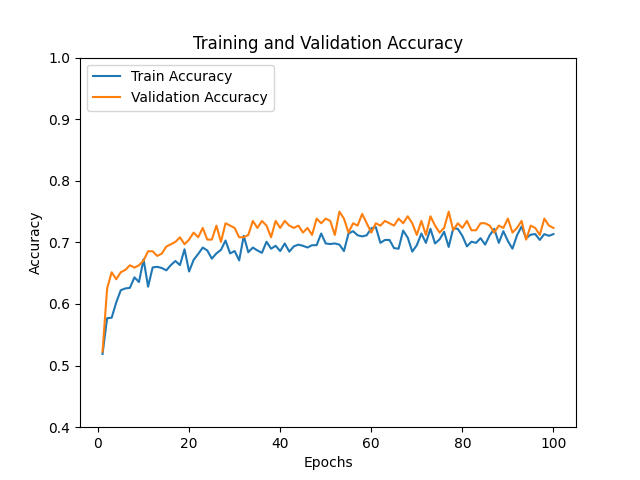 Training and Validation Accuracy
Train Accuracy
Validation Accuracy
1.0
0.9
0.8
0.7
0.6
0.5
0.4
Accuracy
0 20 40 60 80 100
Epochs